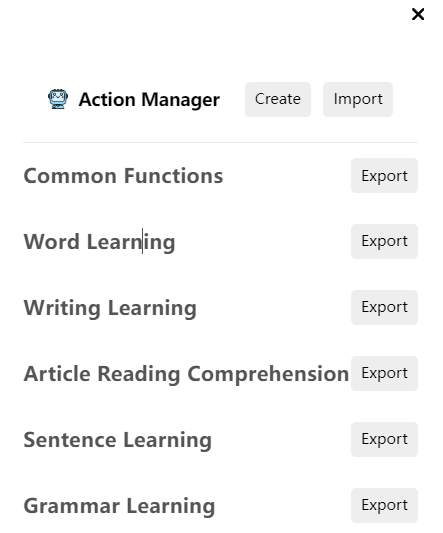 Action Manager Create Import
Common Functions Export
Word Learning Export
Writing Learning Export
Article Reading Comprehension Export
Sentence Learning Export
Grammar Learning Export